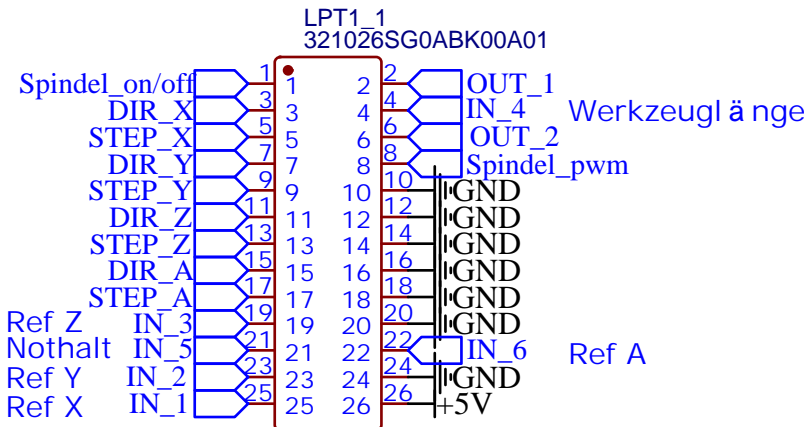 LPT1_1
321026SG0ABK00A01
Spindel_on/off 1 1 2 2 OUT_1
DIR_X 3 3 4 4 IN_4 Werkzeuglänge
STEP_X 5 5 6 6 OUT_2
DIR_Y 7 7 8 8 Spindel_pwm
STEP_Y 9 9 10 10 GND
DIR_Z 11 11 12 12 GND
STEP_Z 13 13 14 14 GND
DIR_A 15 15 16 16 GND
STEP_A 17 17 18 18 GND
Ref Z IN_3 19 19 20 20 GND
Nothalt IN_5 21 21 22 22 IN_6 Ref A
Ref Y IN_2 23 23 24 24 GND
Ref X IN_1 25 25 26 26 +5V